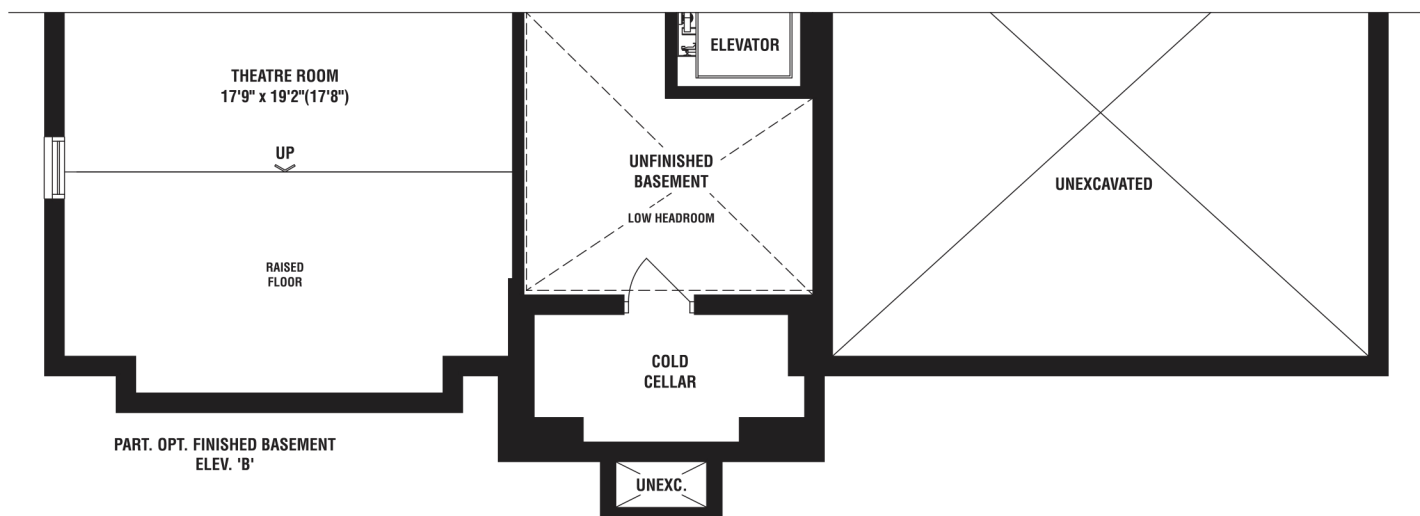 ELEVATOR
THEATRE ROOM
17'9" x 19'2"(17'8")
UP
UNFINISHED
BASEMENT
LOW HEADROOM
UNEXCAVATED
RAISED
FLOOR
COLD
CELLAR
PART. OPT. FINISHED BASEMENT
ELEV. 'B'
UNEXC.